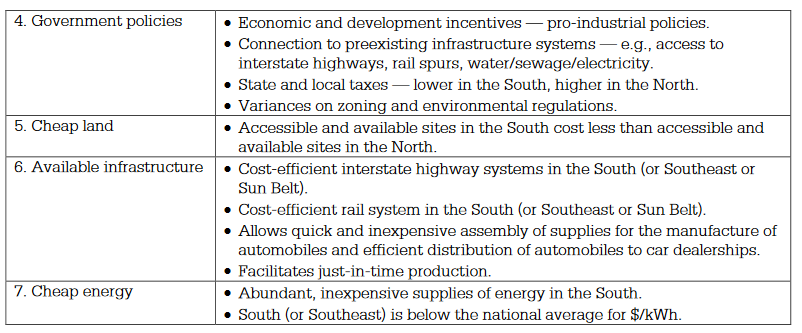 4. Government policies
• Economic and development incentives — pro-industrial policies.
• Connection to preexisting infrastructure systems — e.g., access to
interstate highways, rail spurs, water/sewage/electricity.
• State and local taxes — lower in the South, higher in the North.
• Variances on zoning and environmental regulations.
5. Cheap land
• Accessible and available sites in the South cost less than accessible and
available sites in the North.
6. Available infrastructure
• Cost-efficient interstate highway systems in the South (or Southeast or
Sun Belt).
• Cost-efficient rail system in the South (or Southeast or Sun Belt).
• Allows quick and inexpensive assembly of supplies for the manufacture of
automobiles and efficient distribution of automobiles to car dealerships.
• Facilitates just-in-time production.
7. Cheap energy
• Abundant, inexpensive supplies of energy in the South.
• South (or Southeast) is below the national average for $/kWh.